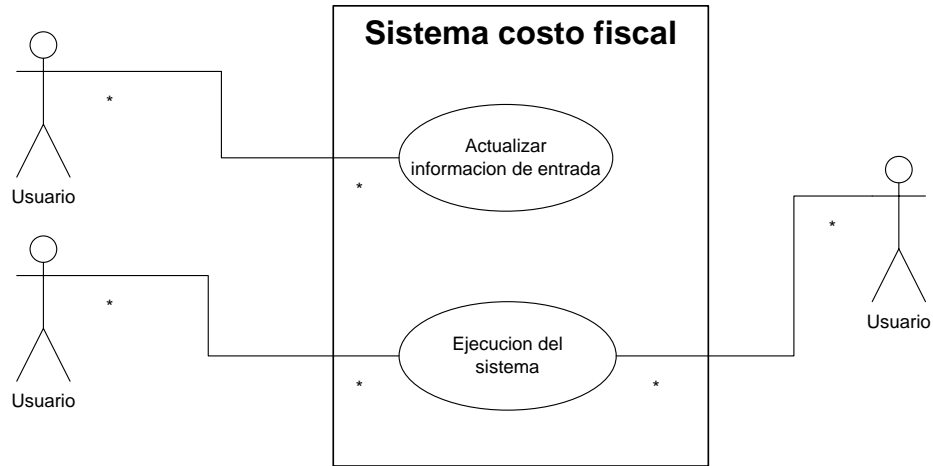 Sistema costo fiscal
*
Actualizar
informacion de entrada
*
Usuario
*
*
Usuario
Ejecucion del
sistema
*
*
Usuario